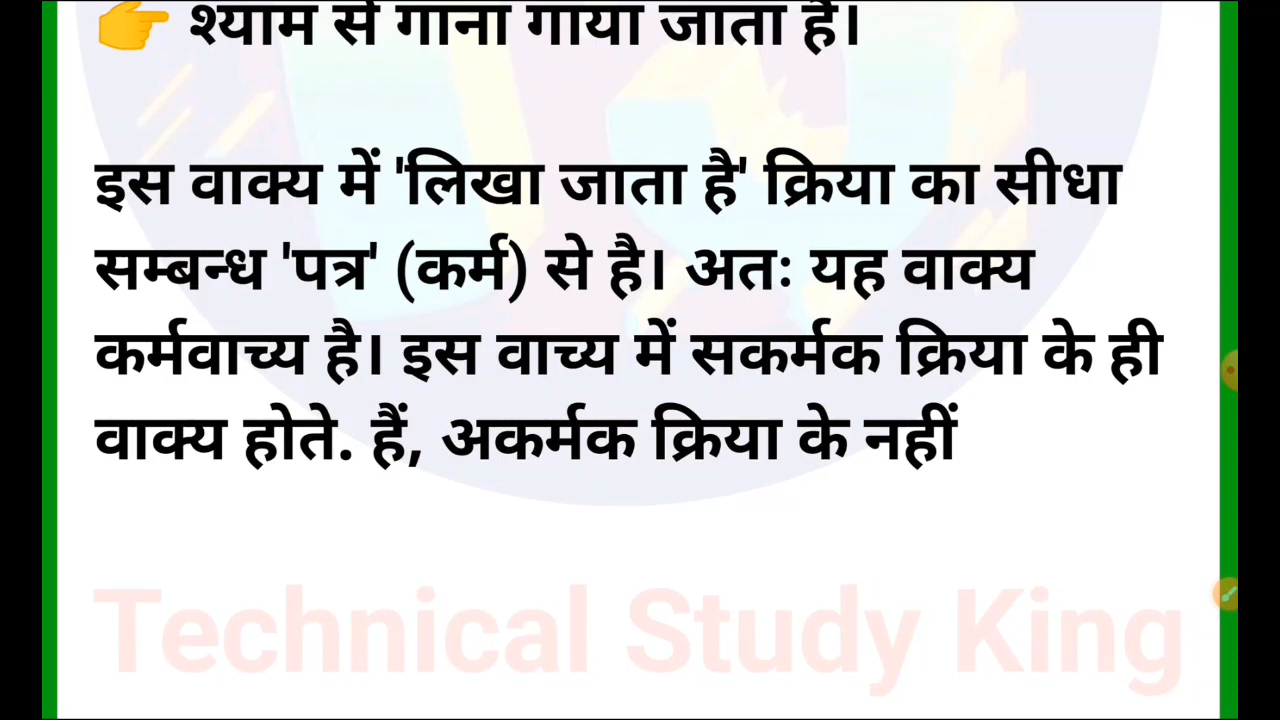 👉 श्याम से गाना गाया जाता है।
इस वाक्य में 'लिखा जाता है' क्रिया का सीधा
सम्बन्ध 'पत्र' (कर्म) से है। अतः यह वाक्य
कर्मवाच्य है। इस वाच्य में सकर्मक क्रिया के ही
वाक्य होते. हैं, अकर्मक क्रिया के नहीं
Technical Study King